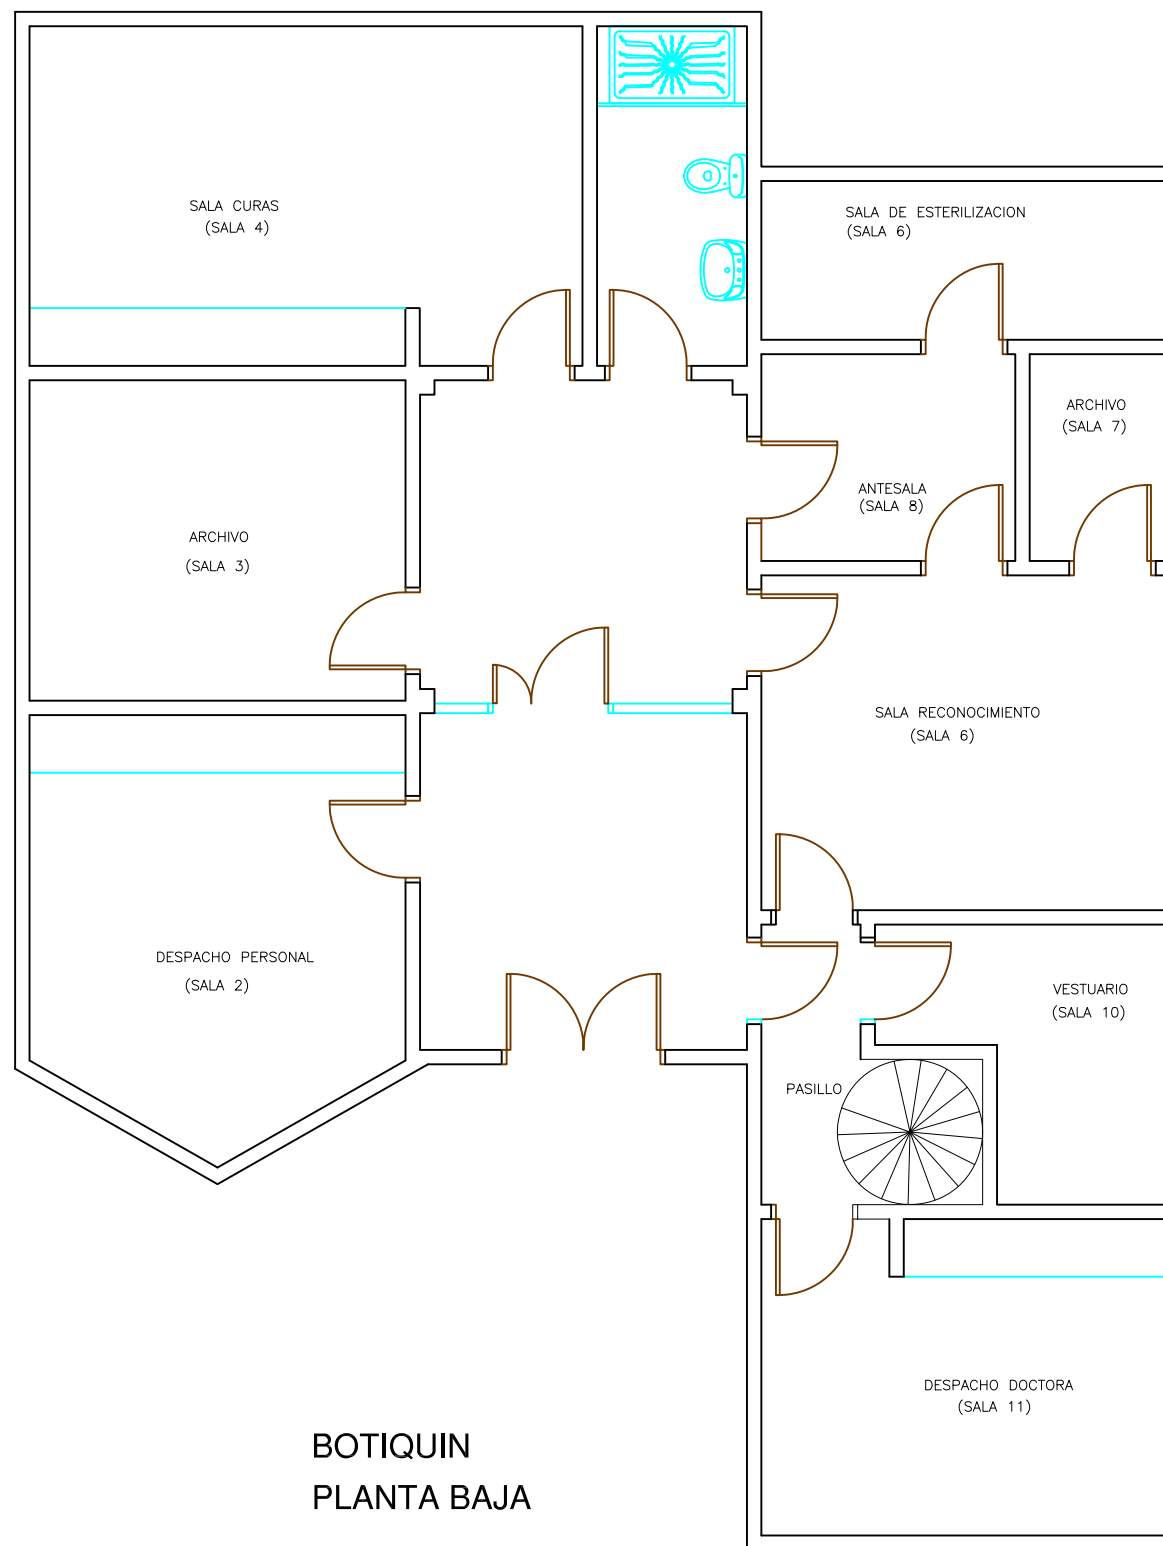 SALA CURAS
(SALA 4)
SALA DE ESTERILIZACION
(SALA 6)
ARCHIVO
(SALA 7)
ANTESALA
(SALA 8)
ARCHIVO
(SALA 3)
SALA RECONOCIMIENTO
(SALA 6)
DESPACHO PERSONAL
(SALA 2)
VESTUARIO
(SALA 10)
PASILLO
DESPACHO DOCTORA
(SALA 11)
BOTIQUIN
PLANTA BAJA